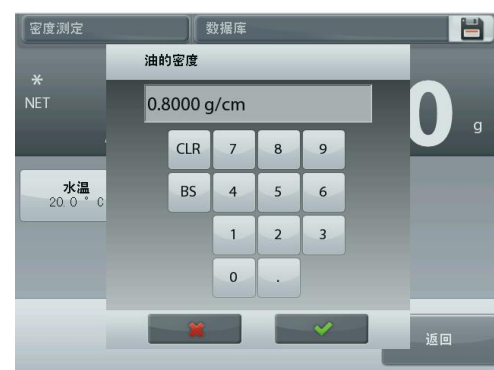 密度测定 数据库
油的密度
*
NET
0.8000 g/cm
0 g
CLR 7 8 9
水温
20.0 ° C
BS 4 5 6
1 2 3
0 .
返回